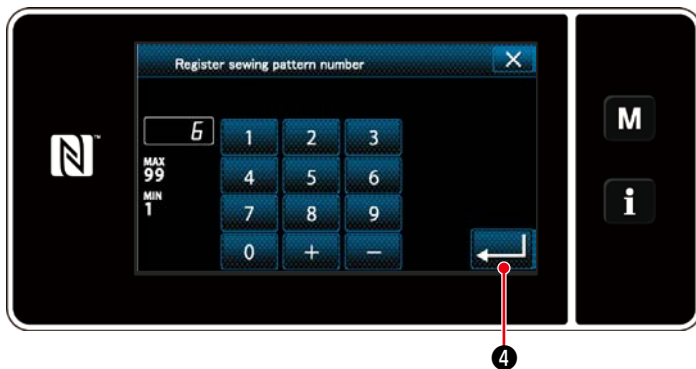 Register sewing pattern number
6
MAX
99
MIN
1
1 2 3
4 5 6
7 8 9
0 + −
M
i
N
4